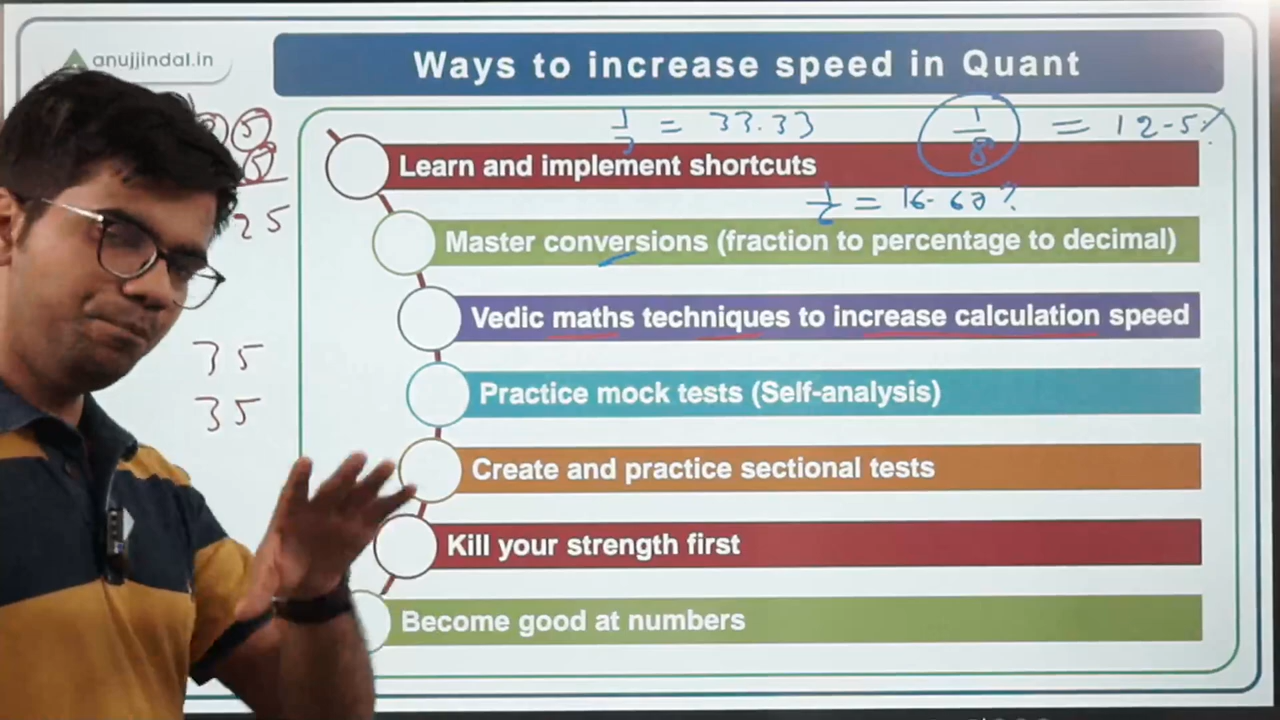 anujjindal.in
Ways to increase speed in Quant
1/3 = 33.33
1/8 = 12.5%
Learn and implement shortcuts
1/6 = 16.67%
25
Master conversions (fraction to percentage to decimal)
Vedic maths techniques to increase calculation speed
35
35
Practice mock tests (Self-analysis)
Create and practice sectional tests
Kill your strength first
Become good at numbers